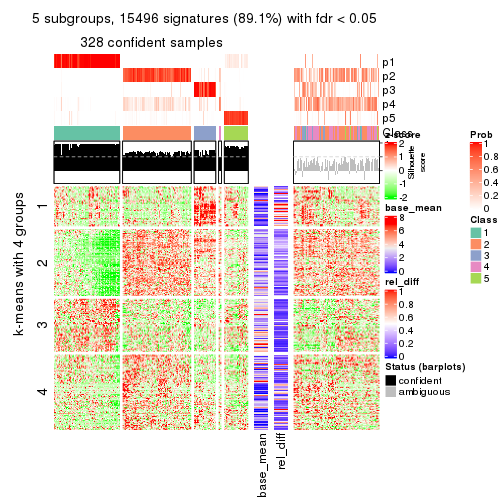 5 subgroups, 15496 signatures (89.1%) with fdr < 0.05
328 confident samples
p1
p2
p3
p4
p5
Class
z-score
2
1
0
-1
-2
Silhouette
score
Prob
1
0.8
0.6
0.4
0.2
0
base_mean
8
6
4
2
0
Class
1
2
3
4
5
rel_diff
1
0.8
0.6
0.4
0.2
0
Status (barplots)
confident
ambiguous
k-means with 4 groups
1
2
3
4
base_mean
rel_diff